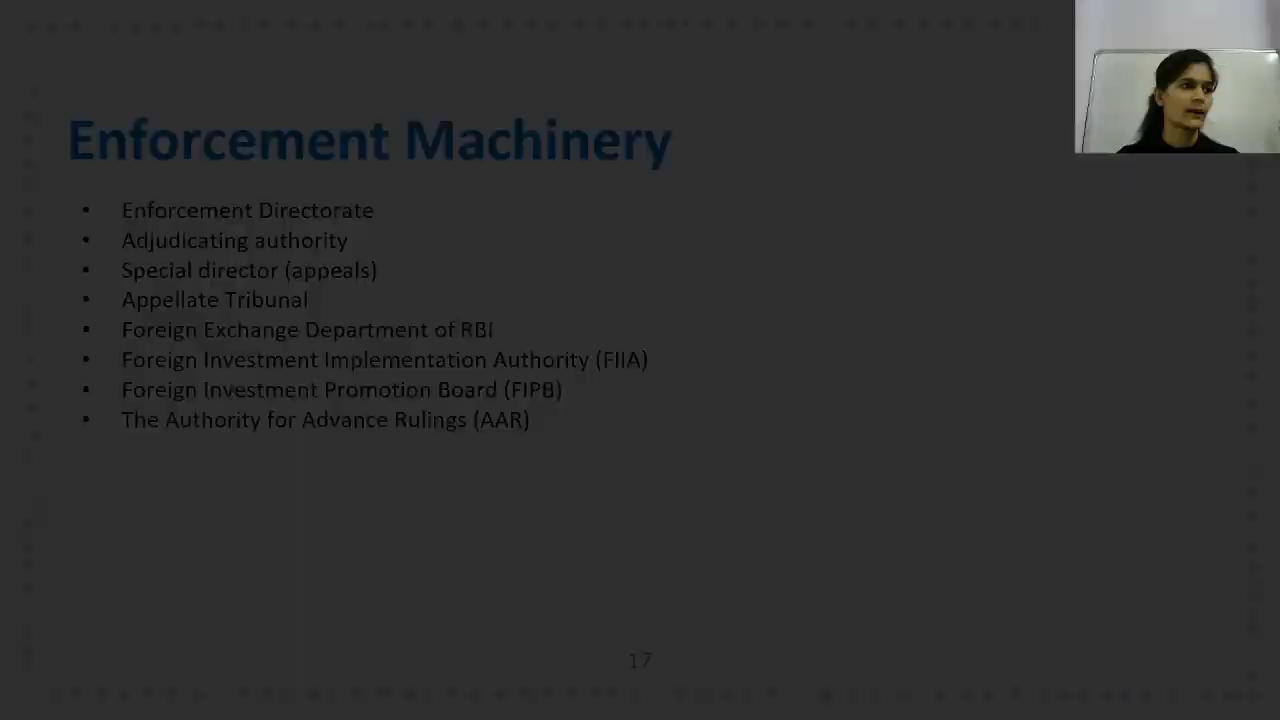 Enforcement Machinery
• Enforcement Directorate
• Adjudicating authority
• Special director (appeals)
• Appellate Tribunal
• Foreign Exchange Department of RBI
• Foreign Investment Implementation Authority (FIIA)
• Foreign Investment Promotion Board (FIPB)
• The Authority for Advance Rulings (AAR)
17